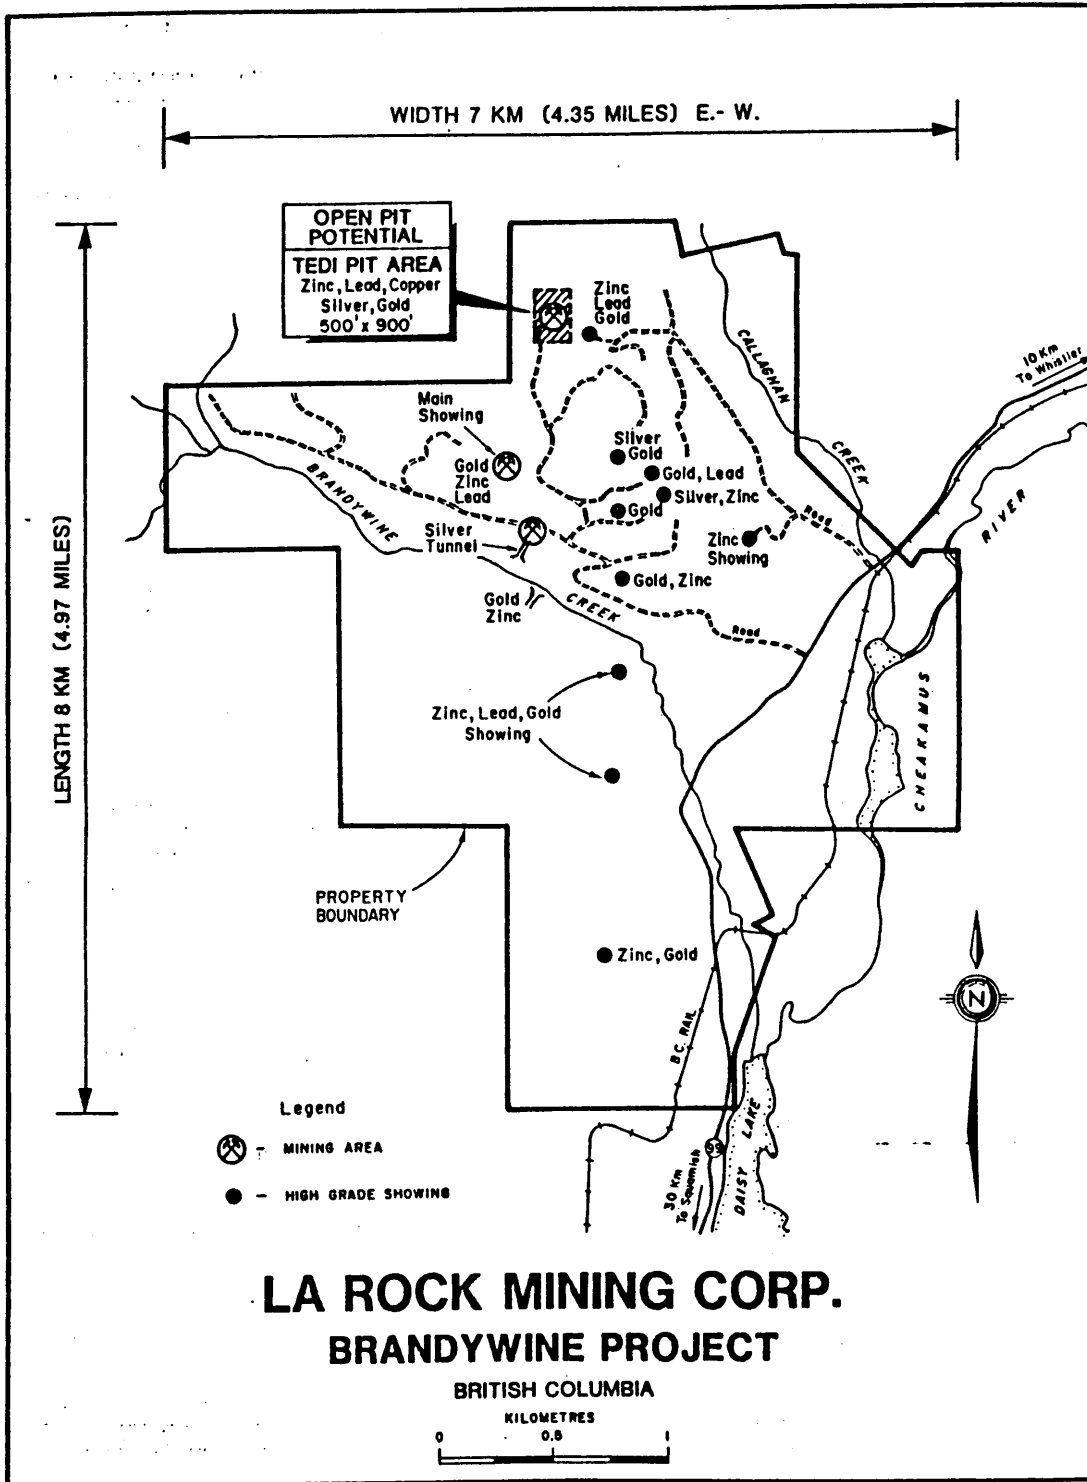 WIDTH 7 KM (4.35 MILES) E.- W.
LENGTH 8 KM (4.97 MILES)
OPEN PIT
POTENTIAL
TEDI PIT AREA
Zinc, Lead, Copper
Silver, Gold
500' x 900'
Zinc
Lead
Gold
CALLAGHAN
CREEK
10 Km
To Whistler
Main
Showing
Gold
Zinc
Lead
Silver
Gold
Gold, Lead
Silver, Zinc
Gold
BRANDYWINE
CREEK
Silver
Tunnel
Zinc
Showing
Road
RIVER
Gold, Zinc
Gold
Zinc
Road
Zinc, Lead, Gold
Showing
CHEAKAMUS
PROPERTY
BOUNDARY
Zinc, Gold
N
B.C. RAIL
Legend
- MINING AREA
- HIGH GRADE SHOWING
99
30 Km
To Squamish
DAISY LAKE
LA ROCK MINING CORP.
BRANDYWINE PROJECT
BRITISH COLUMBIA
KILOMETRES
0 0.5 1